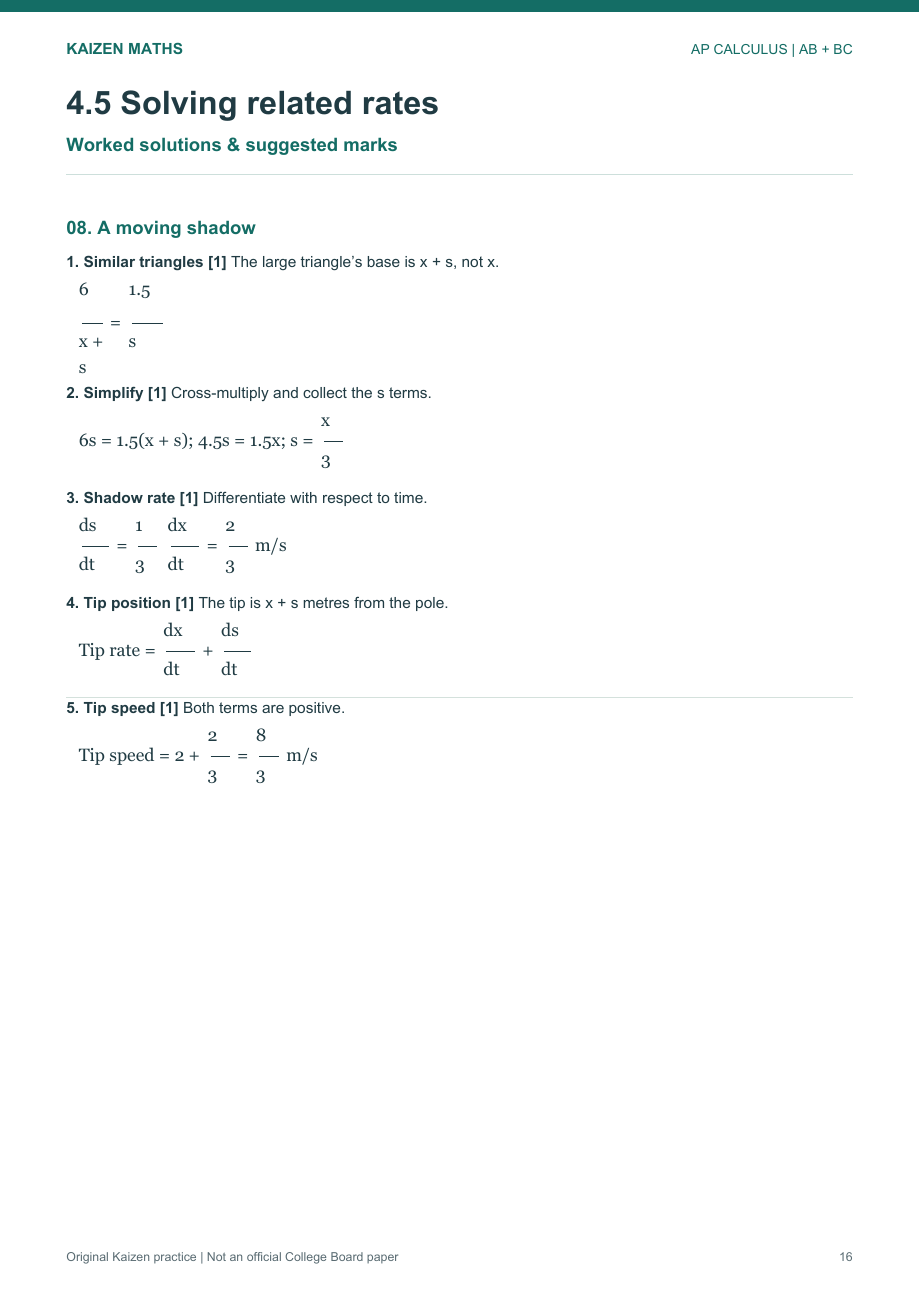 KAIZEN MATHS
AP CALCULUS | AB + BC
4.5 Solving related rates
Worked solutions & suggested marks
08. A moving shadow
1. Similar triangles [1] The large triangle’s base is x + s, not x.
6 1.5
=
x + s
s
2. Simplify [1] Cross-multiply and collect the s terms.
x
6s = 1.5(x + s); 4.5s = 1.5x; s =
3
3. Shadow rate [1] Differentiate with respect to time.
ds 1 dx 2
= = m/s
dt 3 dt 3
4. Tip position [1] The tip is x + s metres from the pole.
dx ds
Tip rate = +
dt dt
5. Tip speed [1] Both terms are positive.
2 8
Tip speed = 2 + = m/s
3 3
Original Kaizen practice | Not an official College Board paper
16